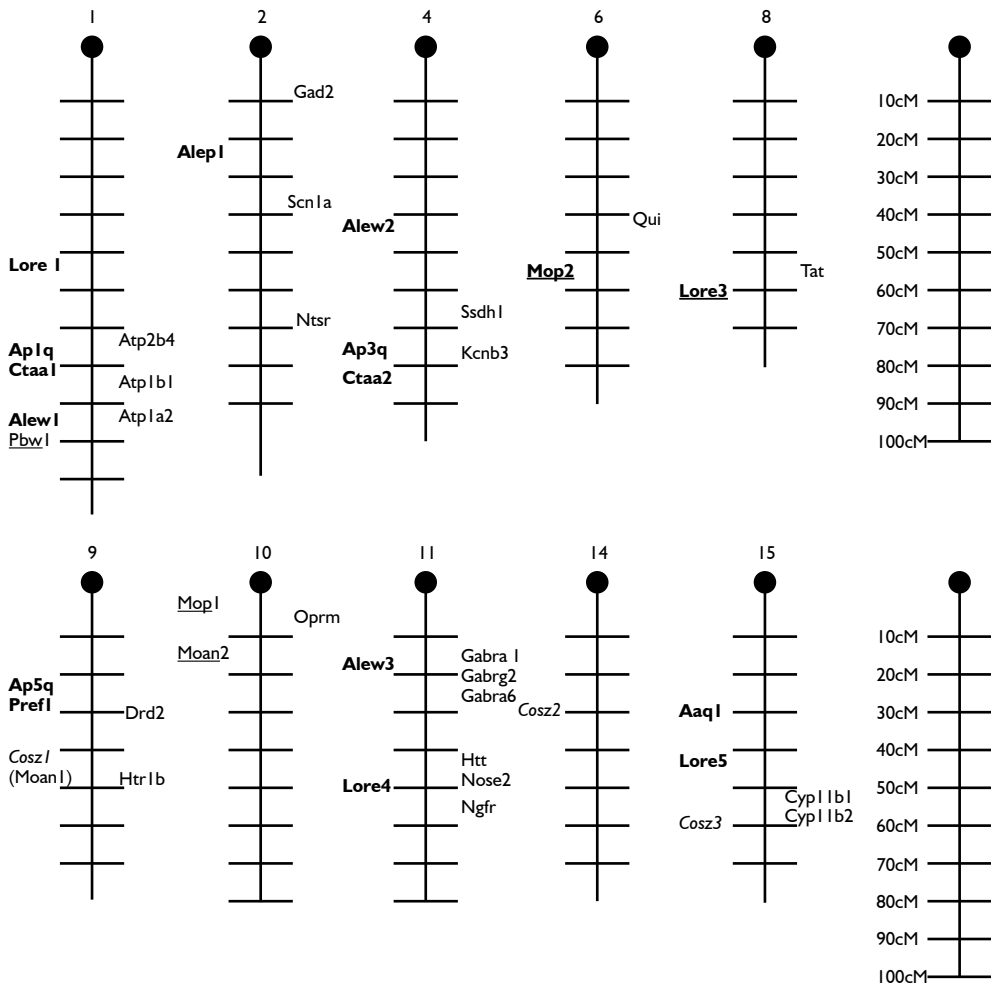 1
2
4
6
8
Gad2
10cM
20cM
Alep1
30cM
Scn1a
40cM
Alew2
Qui
50cM
Lore 1
Mop2
Tat
60cM
Lore3
Ssdh1
Ntsr
70cM
Atp2b4
Ap1q
Ap3q
Kcnb3
Ctaa1
80cM
Ctaa2
Atp1b1
90cM
Alew1
Atp1a2
Pbw1
100cM
9
10
11
14
15
Mop1
Oprm
10cM
Moan2
Alew3
Gabra 1
Gabrg2
20cM
Ap5q
Gabra6
Pref1
Drd2
Cosz2
Aaq1
30cM
40cM
Cosz1
Htt
Lore5
(Moan1)
Htr1b
Lore4
Nose2
50cM
Cyp11b1
Ngfr
Cyp11b2
Cosz3
60cM
70cM
80cM
90cM
100cM